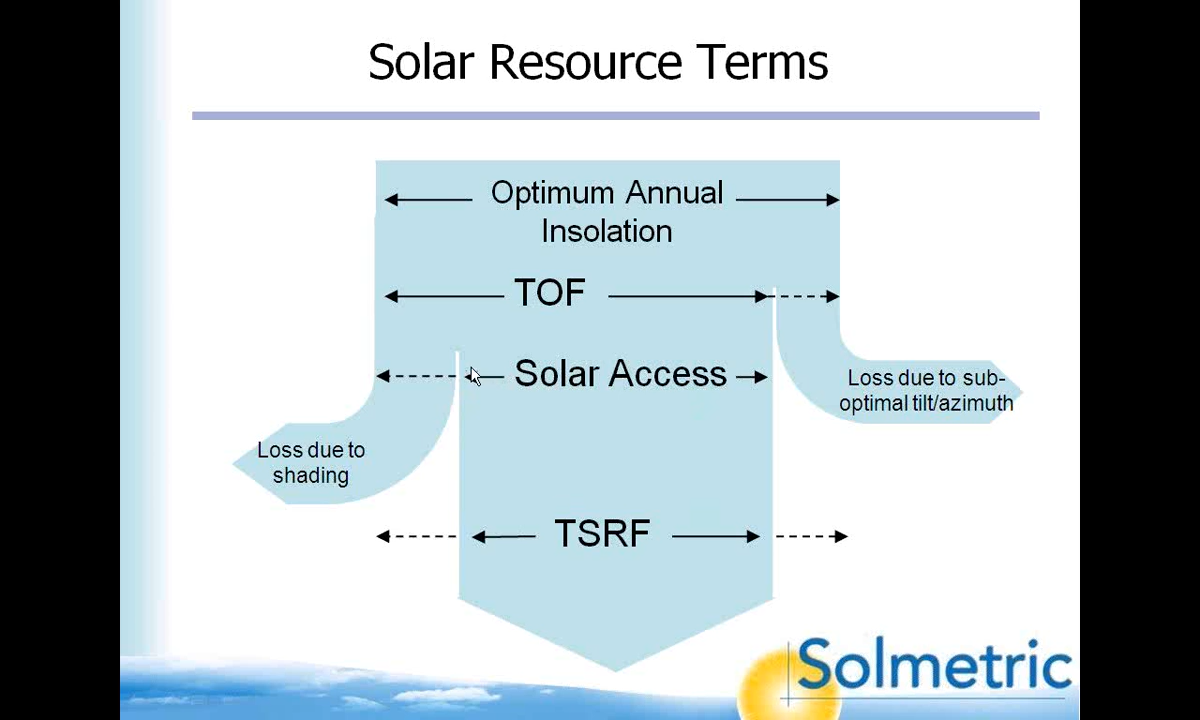 Solar Resource Terms
Optimum Annual
Insolation
TOF
Solar Access
Loss due to sub-
optimal tilt/azimuth
Loss due to
shading
TSRF
Solmetric